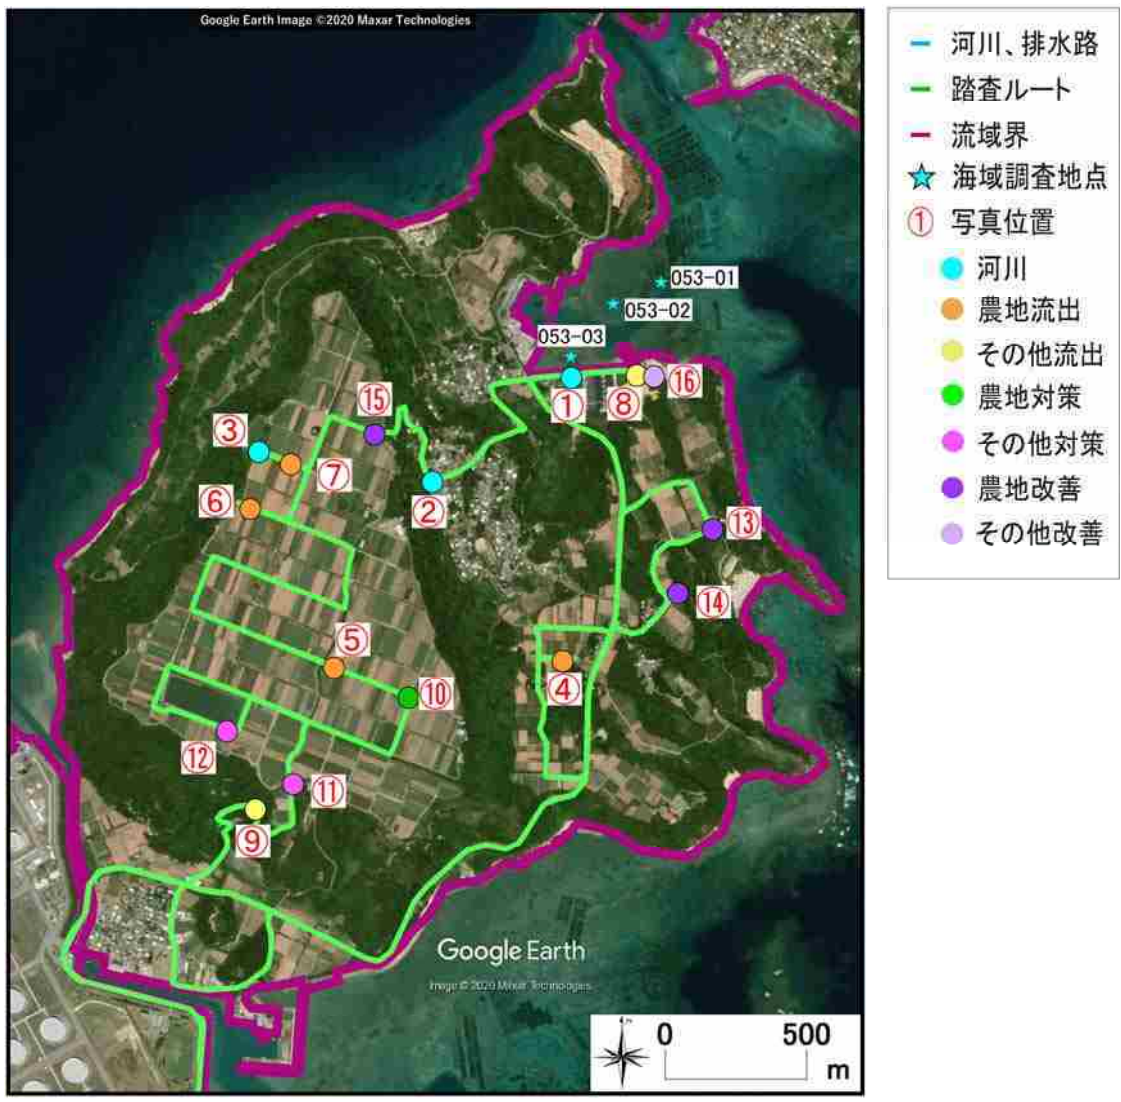 Google Earth Image ©2020 Maxar Technologies
053-01
053-02
053-03
①
⑧
⑯
⑮
③
⑦
②
⑥
⑬
⑭
⑤
④
⑩
⑫
⑪
⑨
Google Earth
Image © 2020 Maxar Technologies
0
500
m
河川、排水路
踏査ルート
流域界
海域調査地点
① 写真位置
河川
農地流出
その他流出
農地対策
その他対策
農地改善
その他改善